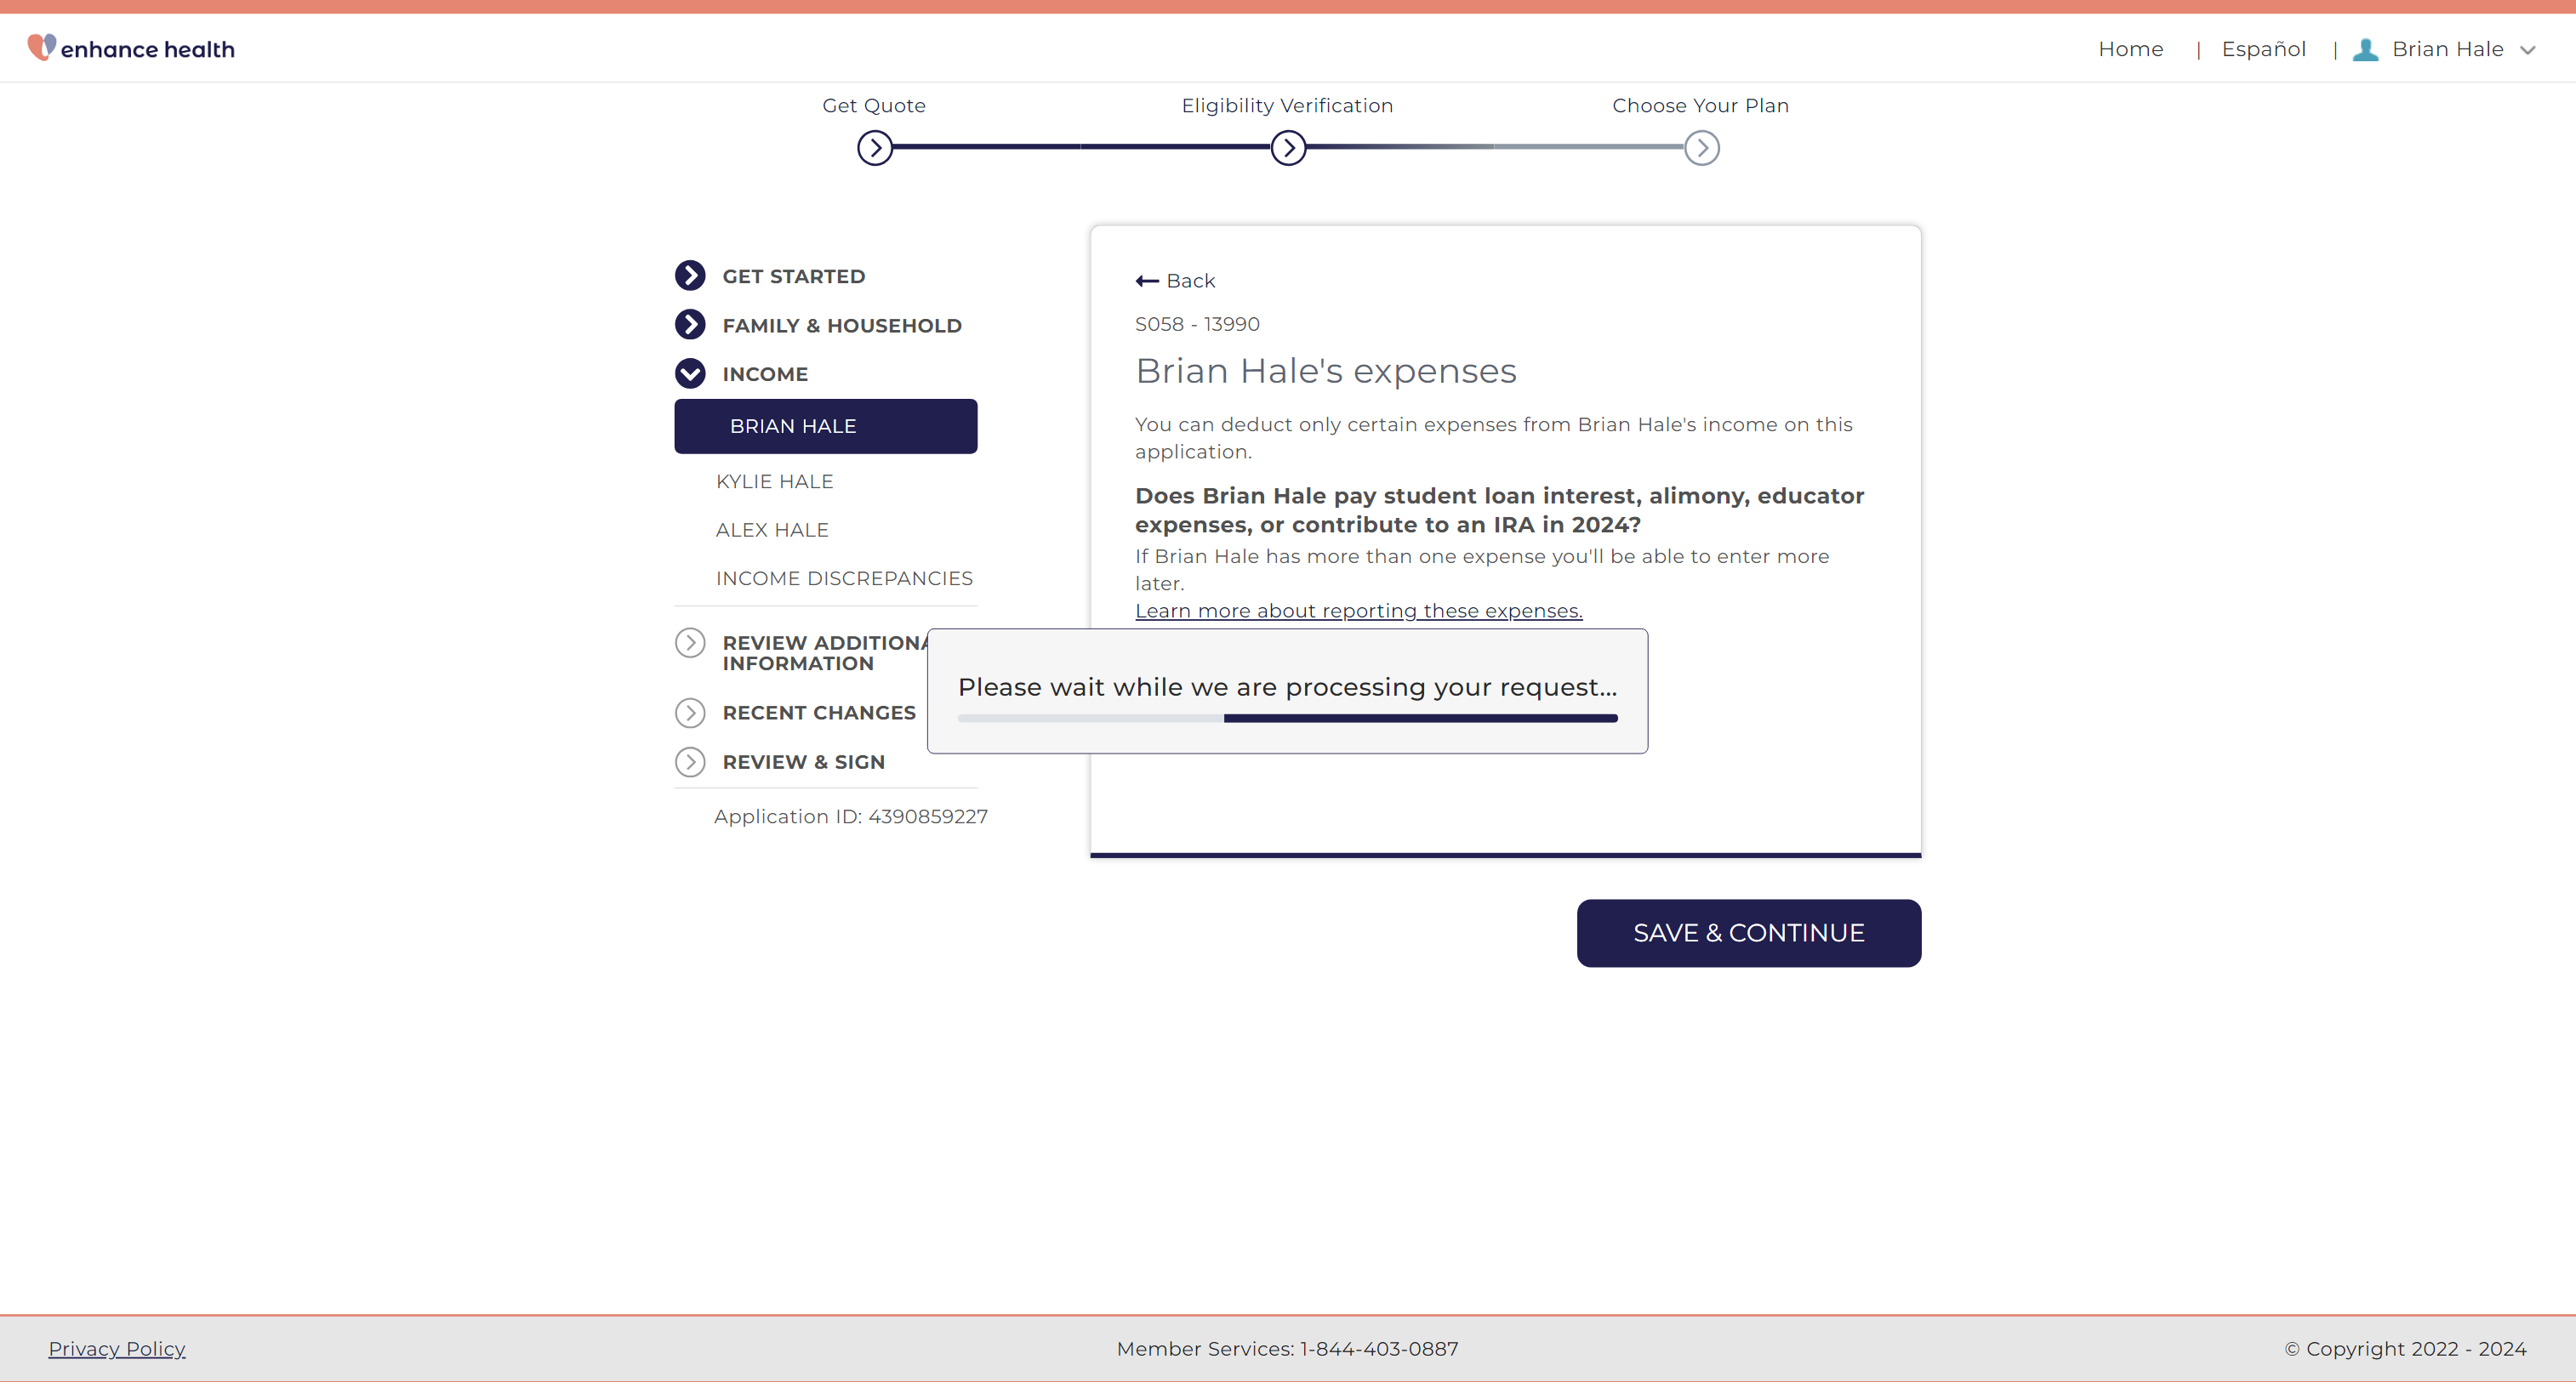 enhance health
Home | Español | Brian Hale
Get Quote
Eligibility Verification
Choose Your Plan
GET STARTED
FAMILY & HOUSEHOLD
INCOME
BRIAN HALE
KYLIE HALE
ALEX HALE
INCOME DISCREPANCIES
REVIEW ADDITIONA
INFORMATION
RECENT CHANGES
REVIEW & SIGN
Application ID: 4390859227
Back
S058 - 13990
Brian Hale's expenses
You can deduct only certain expenses from Brian Hale's income on this
application.
Does Brian Hale pay student loan interest, alimony, educator
expenses, or contribute to an IRA in 2024?
If Brian Hale has more than one expense you'll be able to enter more
later.
Learn more about reporting these expenses.
Please wait while we are processing your request...
SAVE & CONTINUE
Privacy Policy
Member Services: 1-844-403-0887
© Copyright 2022 - 2024